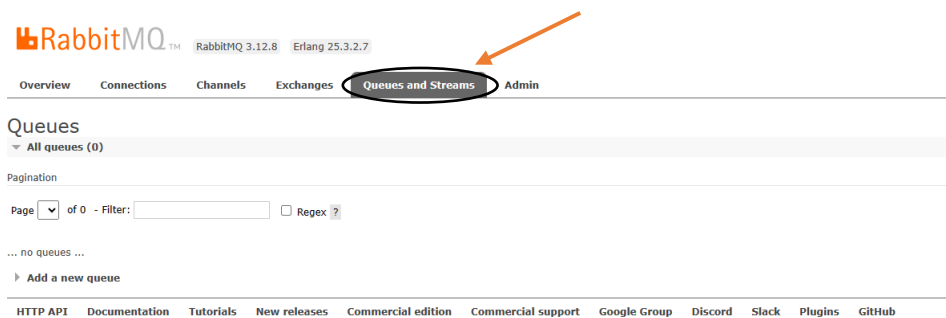 RabbitMQ TM RabbitMQ 3.12.8 Erlang 25.3.2.7
Overview Connections Channels Exchanges Queues and Streams Admin
Queues
All queues (0)
Pagination
Page of 0 - Filter: Regex ?
... no queues ...
Add a new queue
HTTP API Documentation Tutorials New releases Commercial edition Commercial support Google Group Discord Slack Plugins GitHub